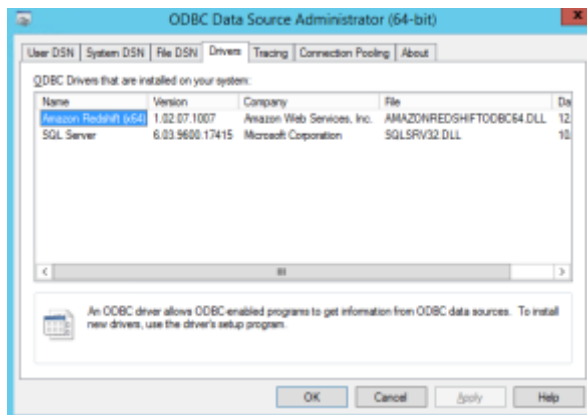 ODBC Data Source Administrator (64-bit)
User DSN System DSN File DSN Drivers Tracing Connection Pooling About
ODBC Drivers that are installed on your system:
Name Version Company File Da
Amazon Redshift (x64) 1.02.07.1007 Amazon Web Services, Inc. AMAZONREDSHIFTODBC64.DLL 12.
SQL Server 6.03.9600.17415 Microsoft Corporation SQLSRV32.DLL 10.
An ODBC driver allows ODBC-enabled programs to get information from ODBC data sources. To install
new drivers, use the driver's setup program.
OK Cancel Apply Help